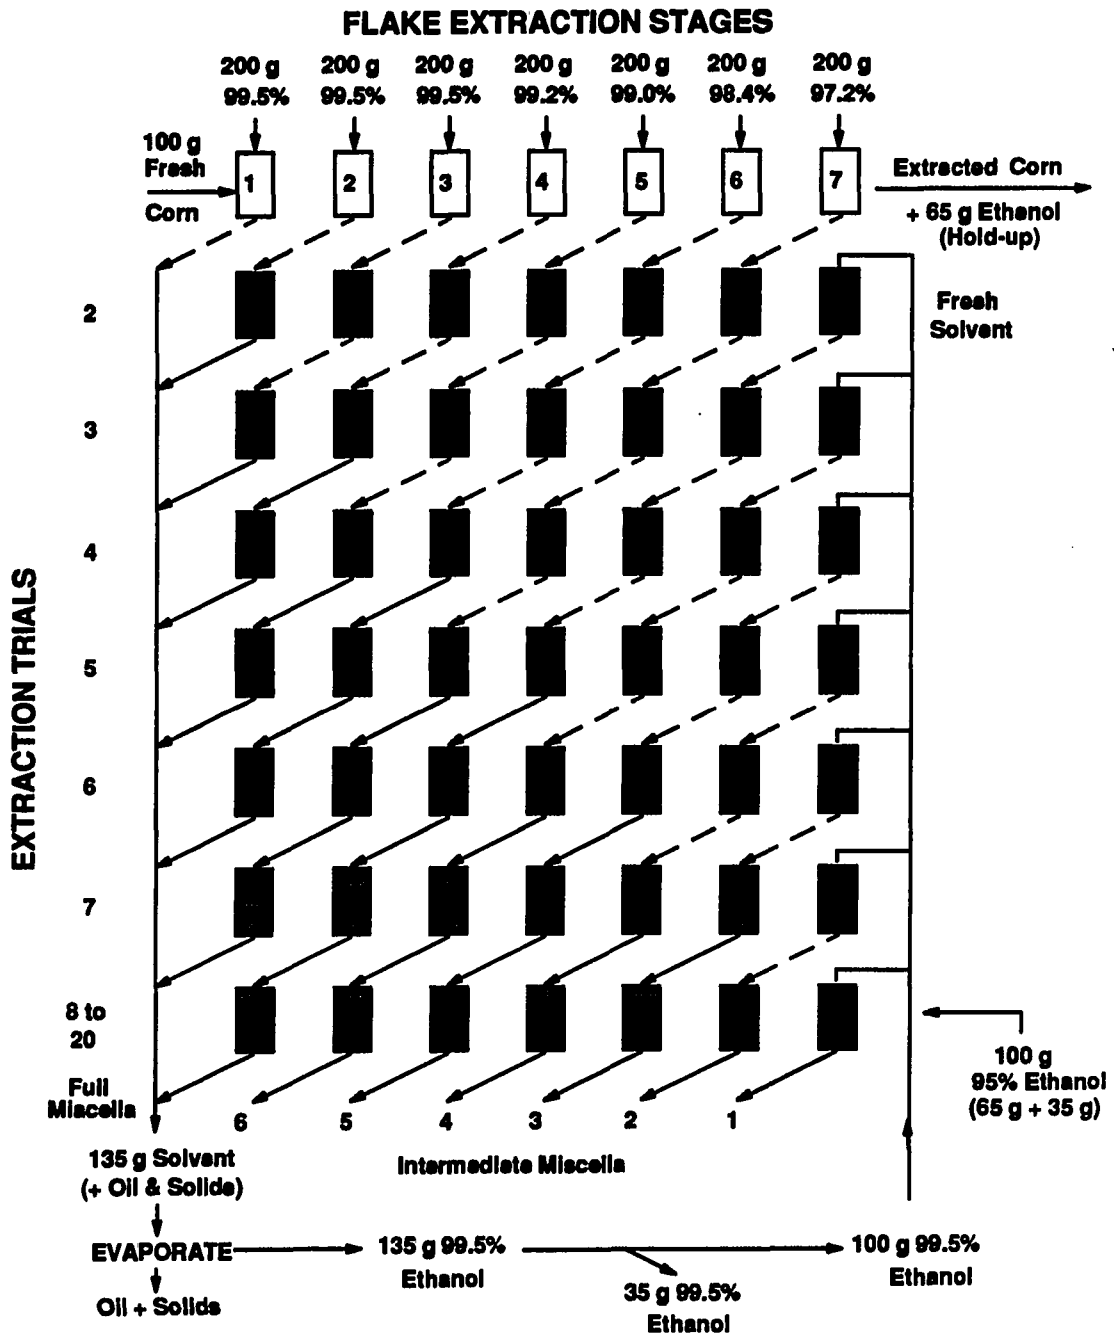 FLAKE EXTRACTION STAGES
200 g 200 g 200 g 200 g 200 g 200 g 200 g
99.5% 99.5% 99.5% 99.2% 99.0% 98.4% 97.2%
100 g
Fresh
Corn
1 2 3 4 5 6 7
Extracted Corn
+ 65 g Ethanol
(Hold-up)
EXTRACTION TRIALS
2
3
4
5
6
7
8 to
20
Fresh
Solvent
100 g
95% Ethanol
(65 g + 35 g)
Full
Miacella
6 5 4 3 2 1
Intermediate Miscella
135 g Solvent
(+ Oil & Solids)
EVAPORATE
135 g 99.5%
Ethanol
100 g 99.5%
Ethanol
35 g 99.5%
Ethanol
Oil + Solids